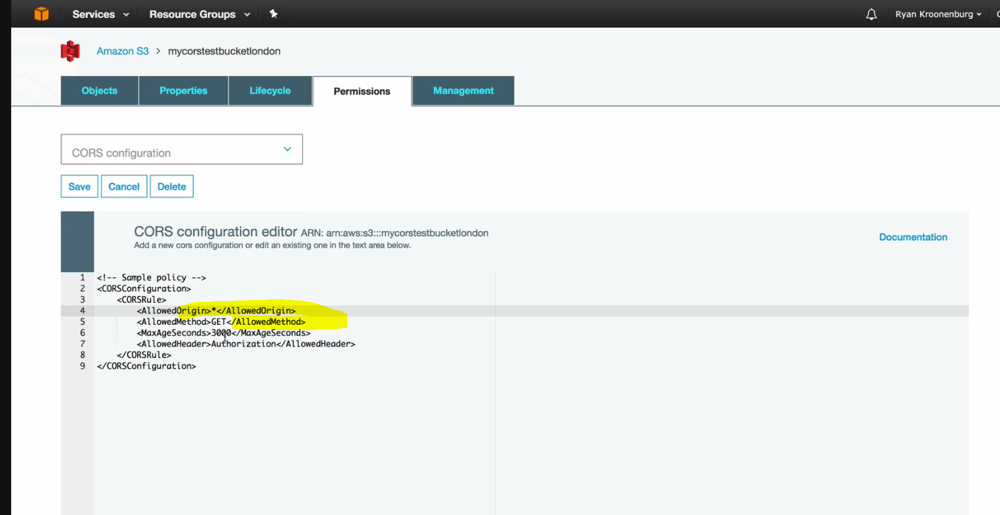 Services Resource Groups Ryan Kroonenburg
Amazon S3 > mycorstestbucketlondon
Objects Properties Lifecycle Permissions Management
CORS configuration
Save Cancel Delete
CORS configuration editor ARN: arn:aws:s3:::mycorstestbucketlondon
Add a new cors configuration or edit an existing one in the text area below.
Documentation
1 <!-- Sample policy -->
2 <CORSConfiguration>
3 <CORSRule>
4 <AllowedOrigin>*</AllowedOrigin>
5 <AllowedMethod>GET</AllowedMethod>
6 <MaxAgeSeconds>3000</MaxAgeSeconds>
7 <AllowedHeader>Authorization</AllowedHeader>
8 </CORSRule>
9 </CORSConfiguration>